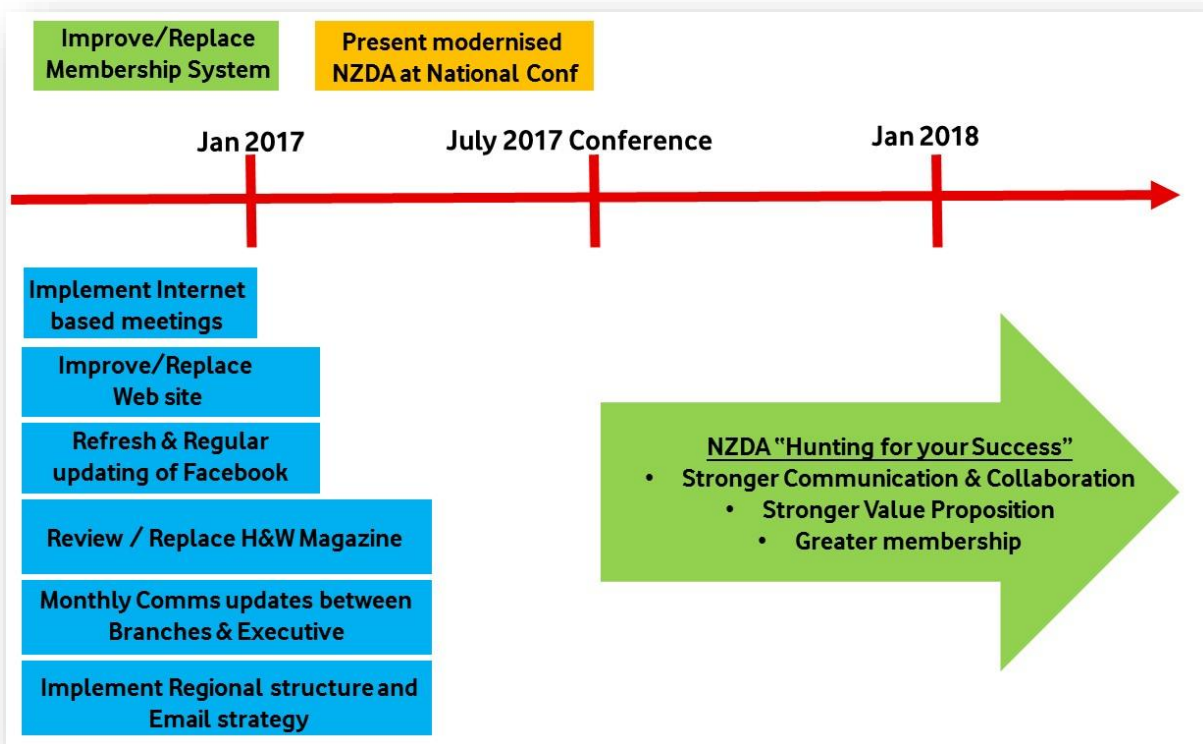 Improve/Replace
Membership System
Present modernised
NZDA at National Conf
Jan 2017
July 2017 Conference
Jan 2018
Implement Internet
based meetings
Improve/Replace
Web site
Refresh & Regular
updating of Facebook
Review / Replace H&W Magazine
Monthly Comms updates between
Branches & Executive
Implement Regional structure and
Email strategy
NZDA "Hunting for your Success"
• Stronger Communication & Collaboration
• Stronger Value Proposition
• Greater membership